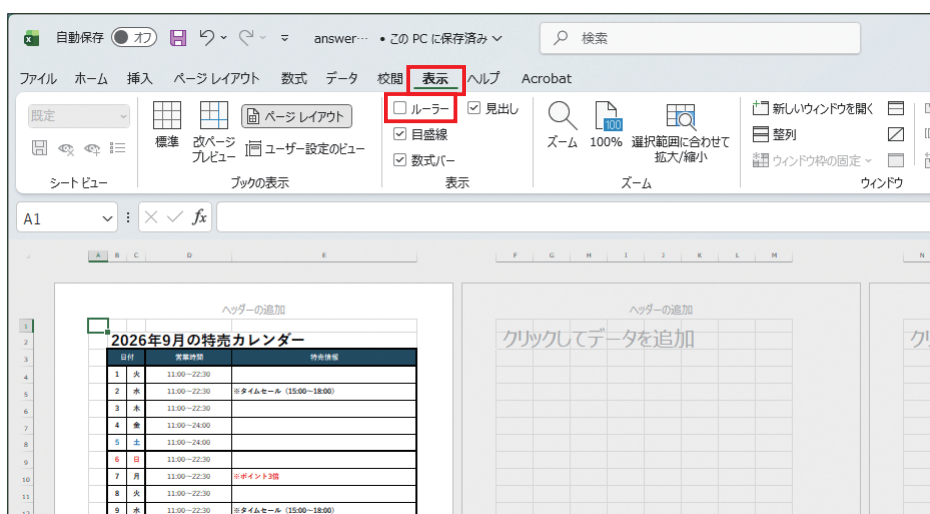 自動保存 オフ answer… • この PC に保存済み 検索
ファイル ホーム 挿入 ページ レイアウト 数式 データ 校閲 表示 ヘルプ Acrobat
既定
標準
改ページ
プレビュー
ページ レイアウト
ユーザー設定のビュー
ルーラー 見出し
目盛線
数式バー
ズーム
100
100%
選択範囲に合わせて
拡大/縮小
新しいウィンドウを開く
整列
ウィンドウ枠の固定
シート ビュー ブックの表示 表示 ズーム ウィンドウ
A1 fx
A B C D E F G H I J K L M N
ヘッダーの追加 ヘッダーの追加
1
2 2026年9月の特売カレンダー クリックしてデータを追加 クリ
3 日付 営業時間 特売情報
4 1 火 11:00～22:30
5 2 水 11:00～22:30 ※タイムセール（15:00～18:00）
6 3 木 11:00～22:30
7 4 金 11:00～24:00
8 5 土 11:00～24:00
9 6 日 11:00～22:30
10 7 月 11:00～22:30 ※ポイント3倍
11 8 火 11:00～22:30
12 9 水 11:00～22:30 ※タイムセール（15:00～18:00）